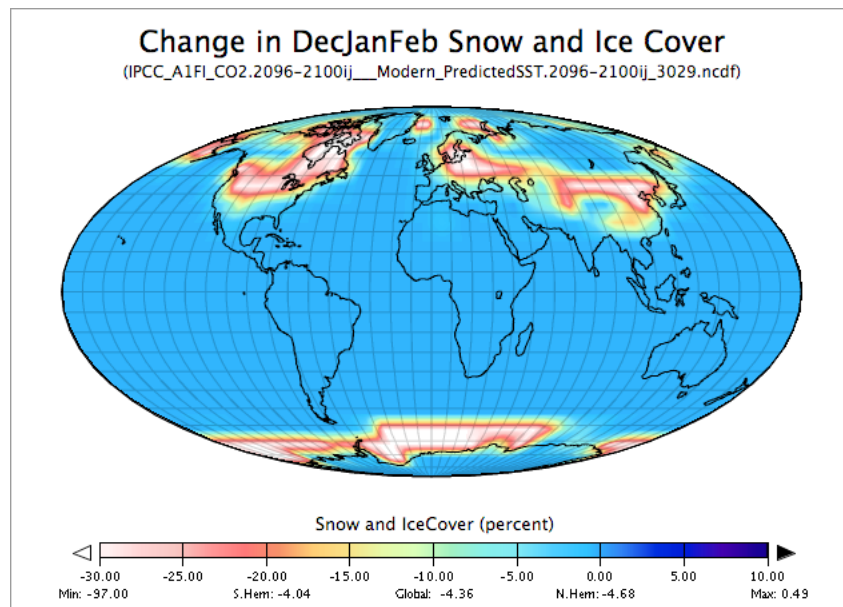 Change in DecJanFeb Snow and Ice Cover
(IPCC_A1FI_CO2.2096-2100ij___Modern_PredictedSST.2096-2100ij_3029.ncdf)
Snow and IceCover (percent)
-30.00 -25.00 -20.00 -15.00 -10.00 -5.00 0.00 5.00 10.00
Min: -97.00 S.Hem: -4.04 Global: -4.36 N.Hem: -4.68 Max: 0.49